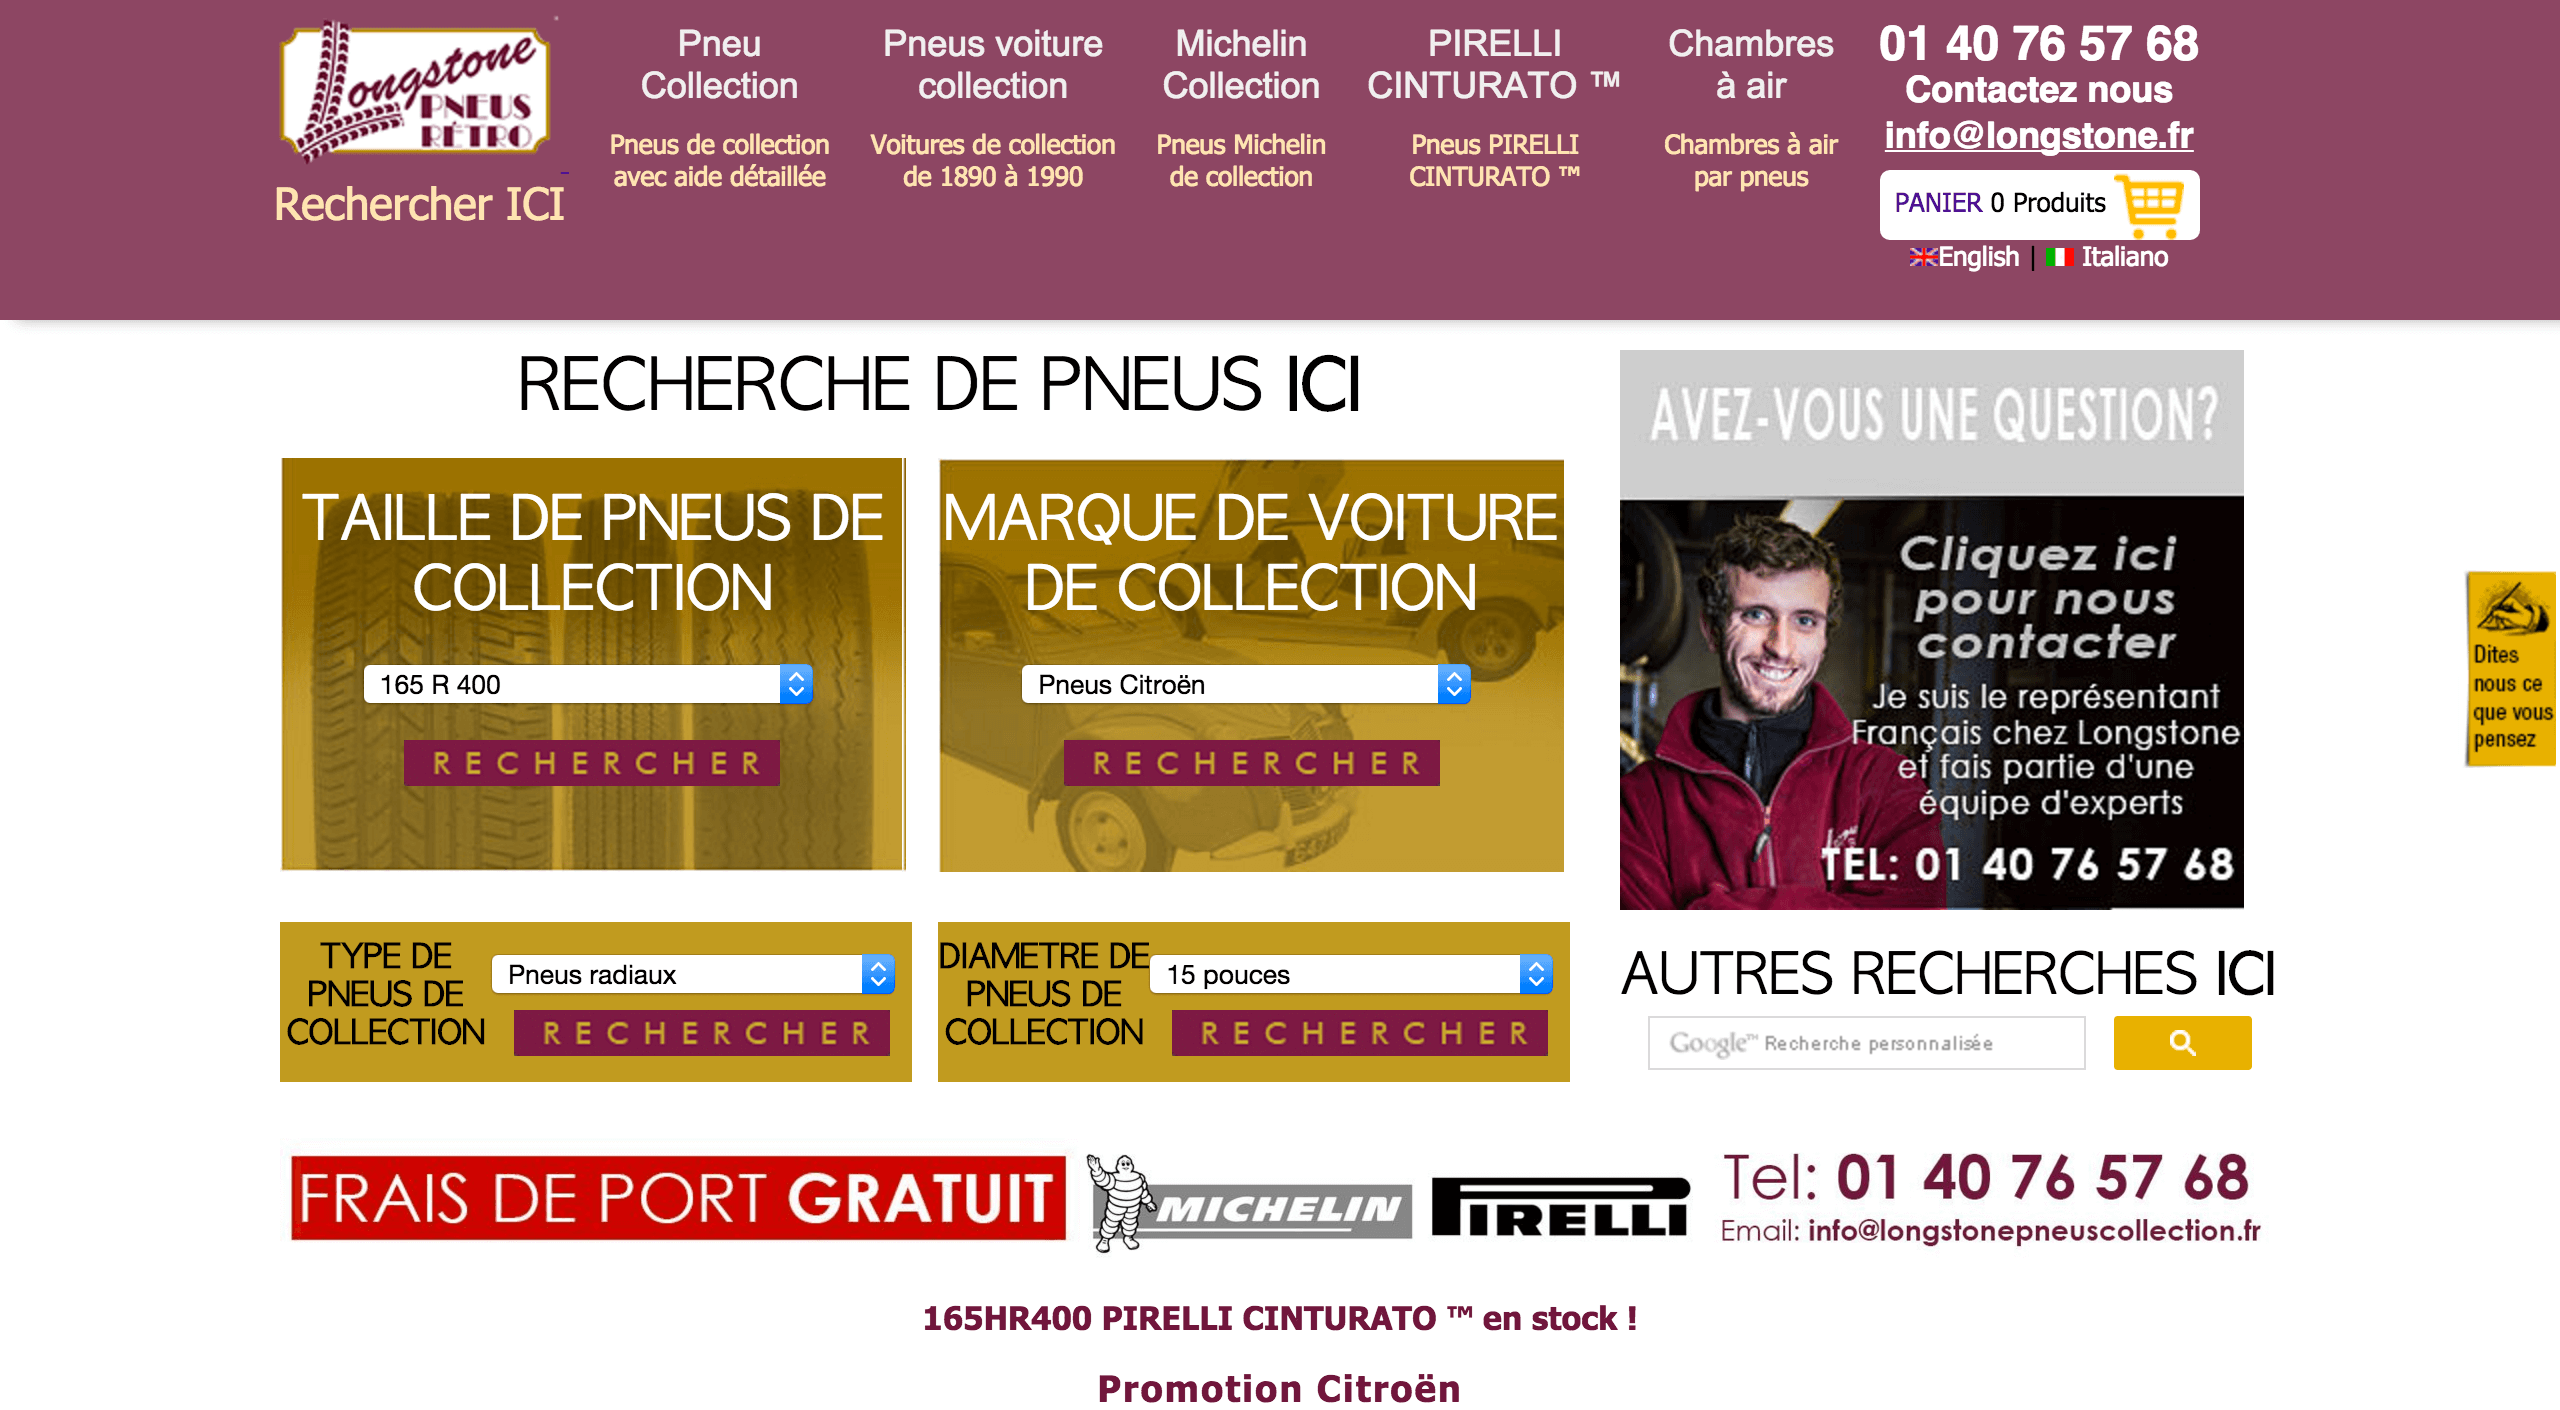 Longstone
PNEUS
RÉTRO
Rechercher ICI
Pneu
Collection
Pneus de collection
avec aide détaillée
Pneus voiture
collection
Voitures de collection
de 1890 à 1990
Michelin
Collection
Pneus Michelin
de collection
PIRELLI
CINTURATO ™
Pneus PIRELLI
CINTURATO ™
Chambres
à air
Chambres à air
par pneus
01 40 76 57 68
Contactez nous
info@longstone.fr
PANIER 0 Produits
English | Italiano
RECHERCHE DE PNEUS ICI
TAILLE DE PNEUS DE
COLLECTION
165 R 400
RECHERCHER
MARQUE DE VOITURE
DE COLLECTION
Pneus Citroën
RECHERCHER
AVEZ-VOUS UNE QUESTION?
Cliquez ici
pour nous
contacter
Je suis le représentant
Français chez Longstone
et fais partie d'une
équipe d'experts
TEL: 01 40 76 57 68
Dites
nous ce
que vous
pensez
TYPE DE
PNEUS DE
COLLECTION
Pneus radiaux
RECHERCHER
DIAMETRE DE
PNEUS DE
COLLECTION
15 pouces
RECHERCHER
AUTRES RECHERCHES ICI
Google™ Recherche personnalisée
FRAIS DE PORT GRATUIT
MICHELIN
PIRELLI
Tel: 01 40 76 57 68
Email: info@longstonepneuscollection.fr
165HR400 PIRELLI CINTURATO ™ en stock !
Promotion Citroën